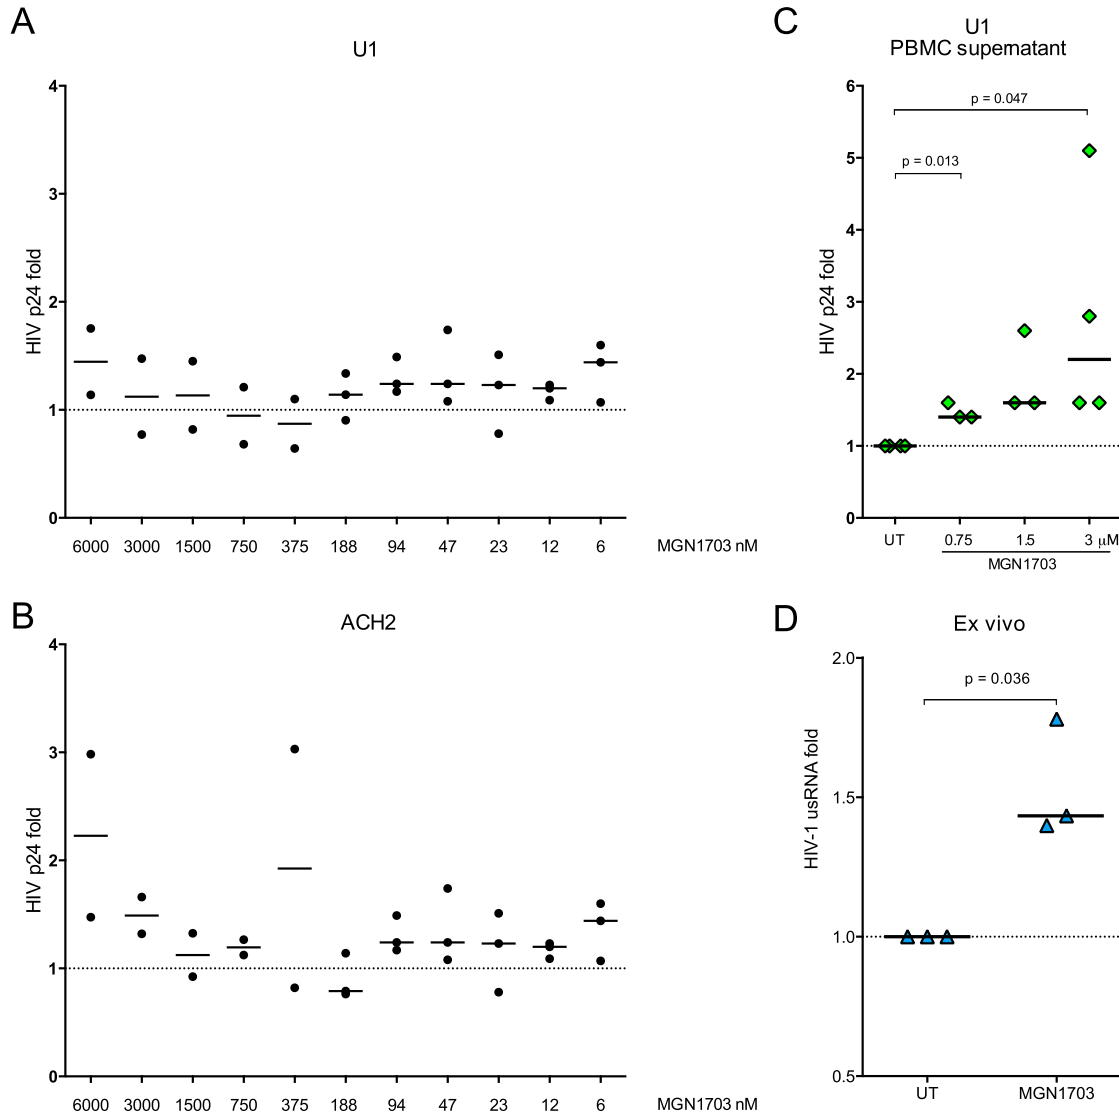 A
U1
4
3
2
1
0
HIV p24 fold
6000 3000 1500 750 375 188 94 47 23 12 6 MGN1703 nM
B
ACH2
4
3
2
1
0
HIV p24 fold
6000 3000 1500 750 375 188 94 47 23 12 6 MGN1703 nM
C
U1
PBMC supernatant
6
5
4
3
2
1
0
HIV p24 fold
p = 0.047
p = 0.013
UT 0.75 1.5 3 μM
MGN1703
D
Ex vivo
2.0
1.5
1.0
0.5
HIV-1 usRNA fold
p = 0.036
UT MGN1703